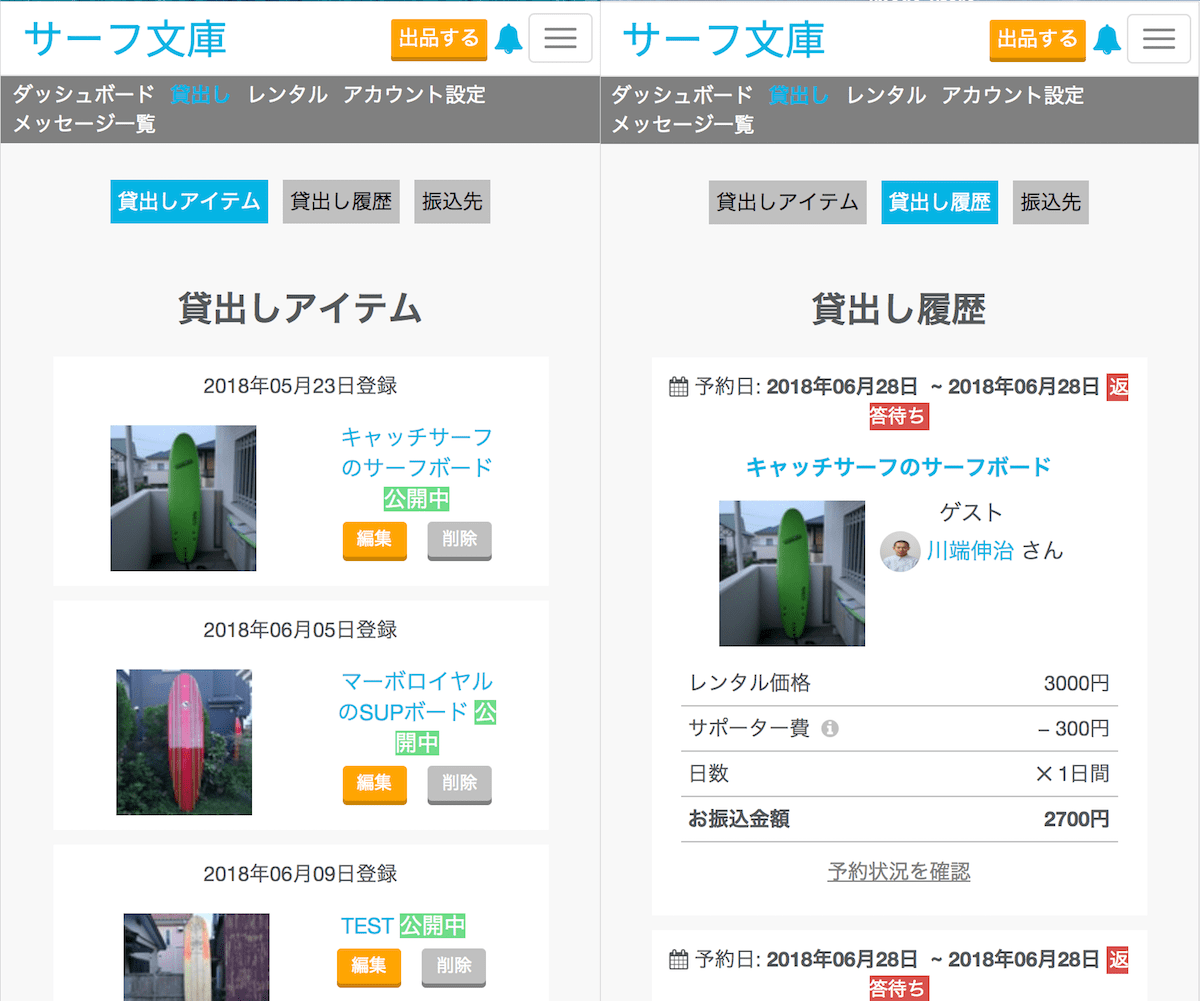 サーフ文庫
出品する
ダッシュボード 貸出し レンタル アカウント設定
メッセージ一覧
貸出しアイテム 貸出し履歴 振込先
貸出しアイテム
2018年05月23日登録
キャッチサーフ
のサーフボード
公開中
編集 削除
2018年06月05日登録
マーボロイヤル
のSUPボード 公
開中
編集 削除
2018年06月09日登録
TEST 公開中
編集 削除
サーフ文庫
出品する
ダッシュボード 貸出し レンタル アカウント設定
メッセージ一覧
貸出しアイテム 貸出し履歴 振込先
貸出し履歴
予約日: 2018年06月28日 ~ 2018年06月28日 返
答待ち
キャッチサーフのサーフボード
ゲスト
川端伸治 さん
レンタル価格 3000円
サポーター費 – 300円
日数 × 1日間
お振込金額 2700円
予約状況を確認
予約日: 2018年06月28日 ~ 2018年06月28日 返
答待ち